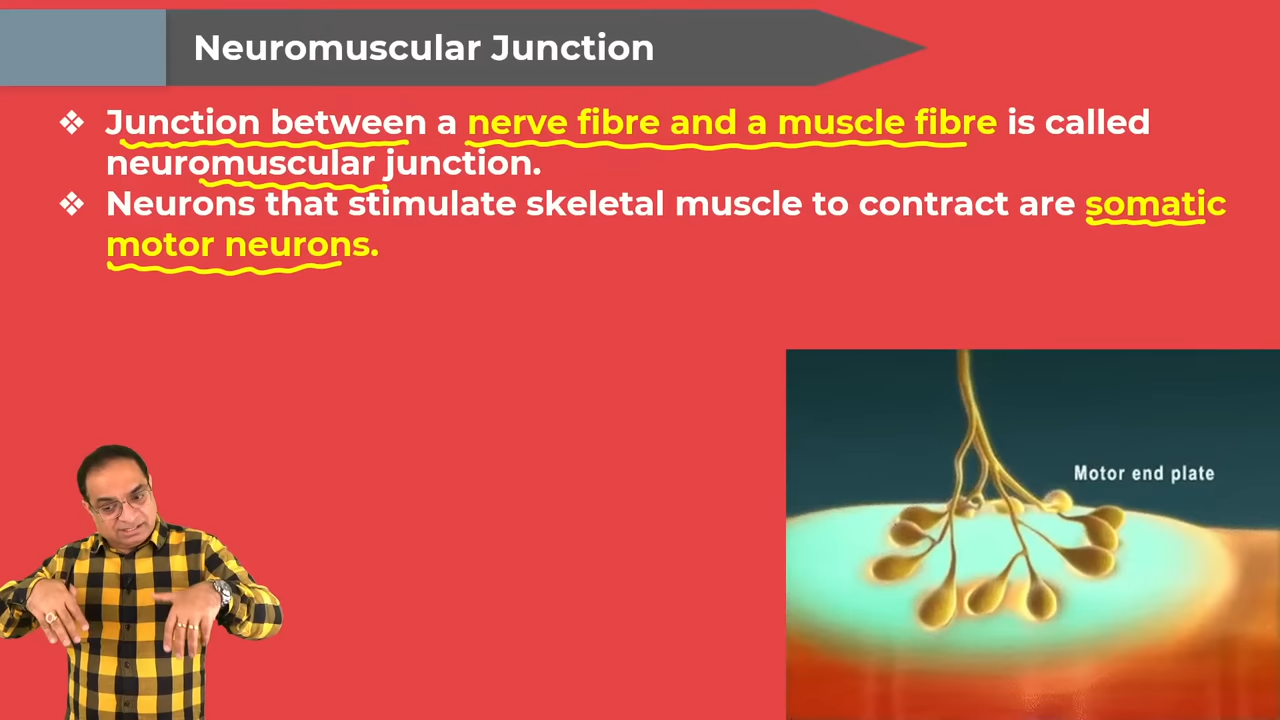 Neuromuscular Junction
❖ Junction between a nerve fibre and a muscle fibre is called
neuromuscular junction.
❖ Neurons that stimulate skeletal muscle to contract are somatic
motor neurons.
Motor end plate